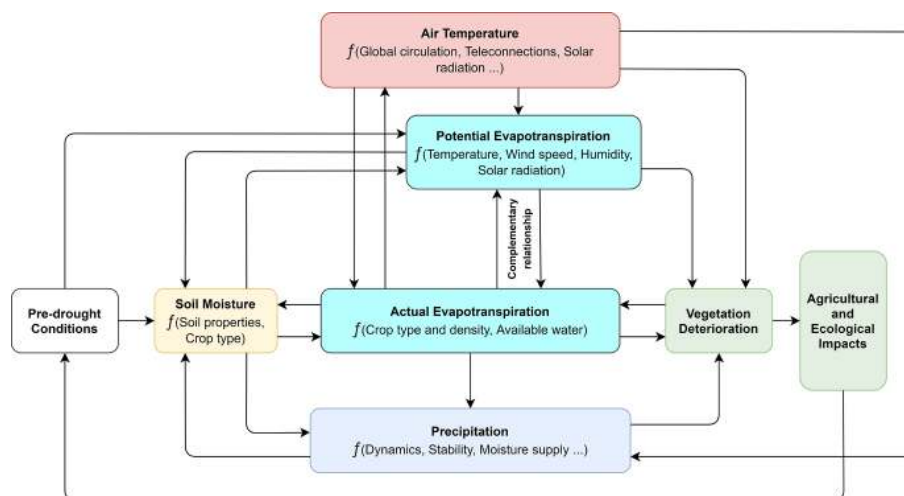 Air Temperature
f(Global circulation, Teleconnections, Solar
radiation ...)
Potential Evapotranspiration
f(Temperature, Wind speed, Humidity,
Solar radiation)
Complementary
relationship
Pre-drought
Conditions
Soil Moisture
f(Soil properties,
Crop type)
Actual Evapotranspiration
f(Crop type and density, Available water)
Vegetation
Deterioration
Agricultural
and
Ecological
Impacts
Precipitation
f(Dynamics, Stability, Moisture supply ...)